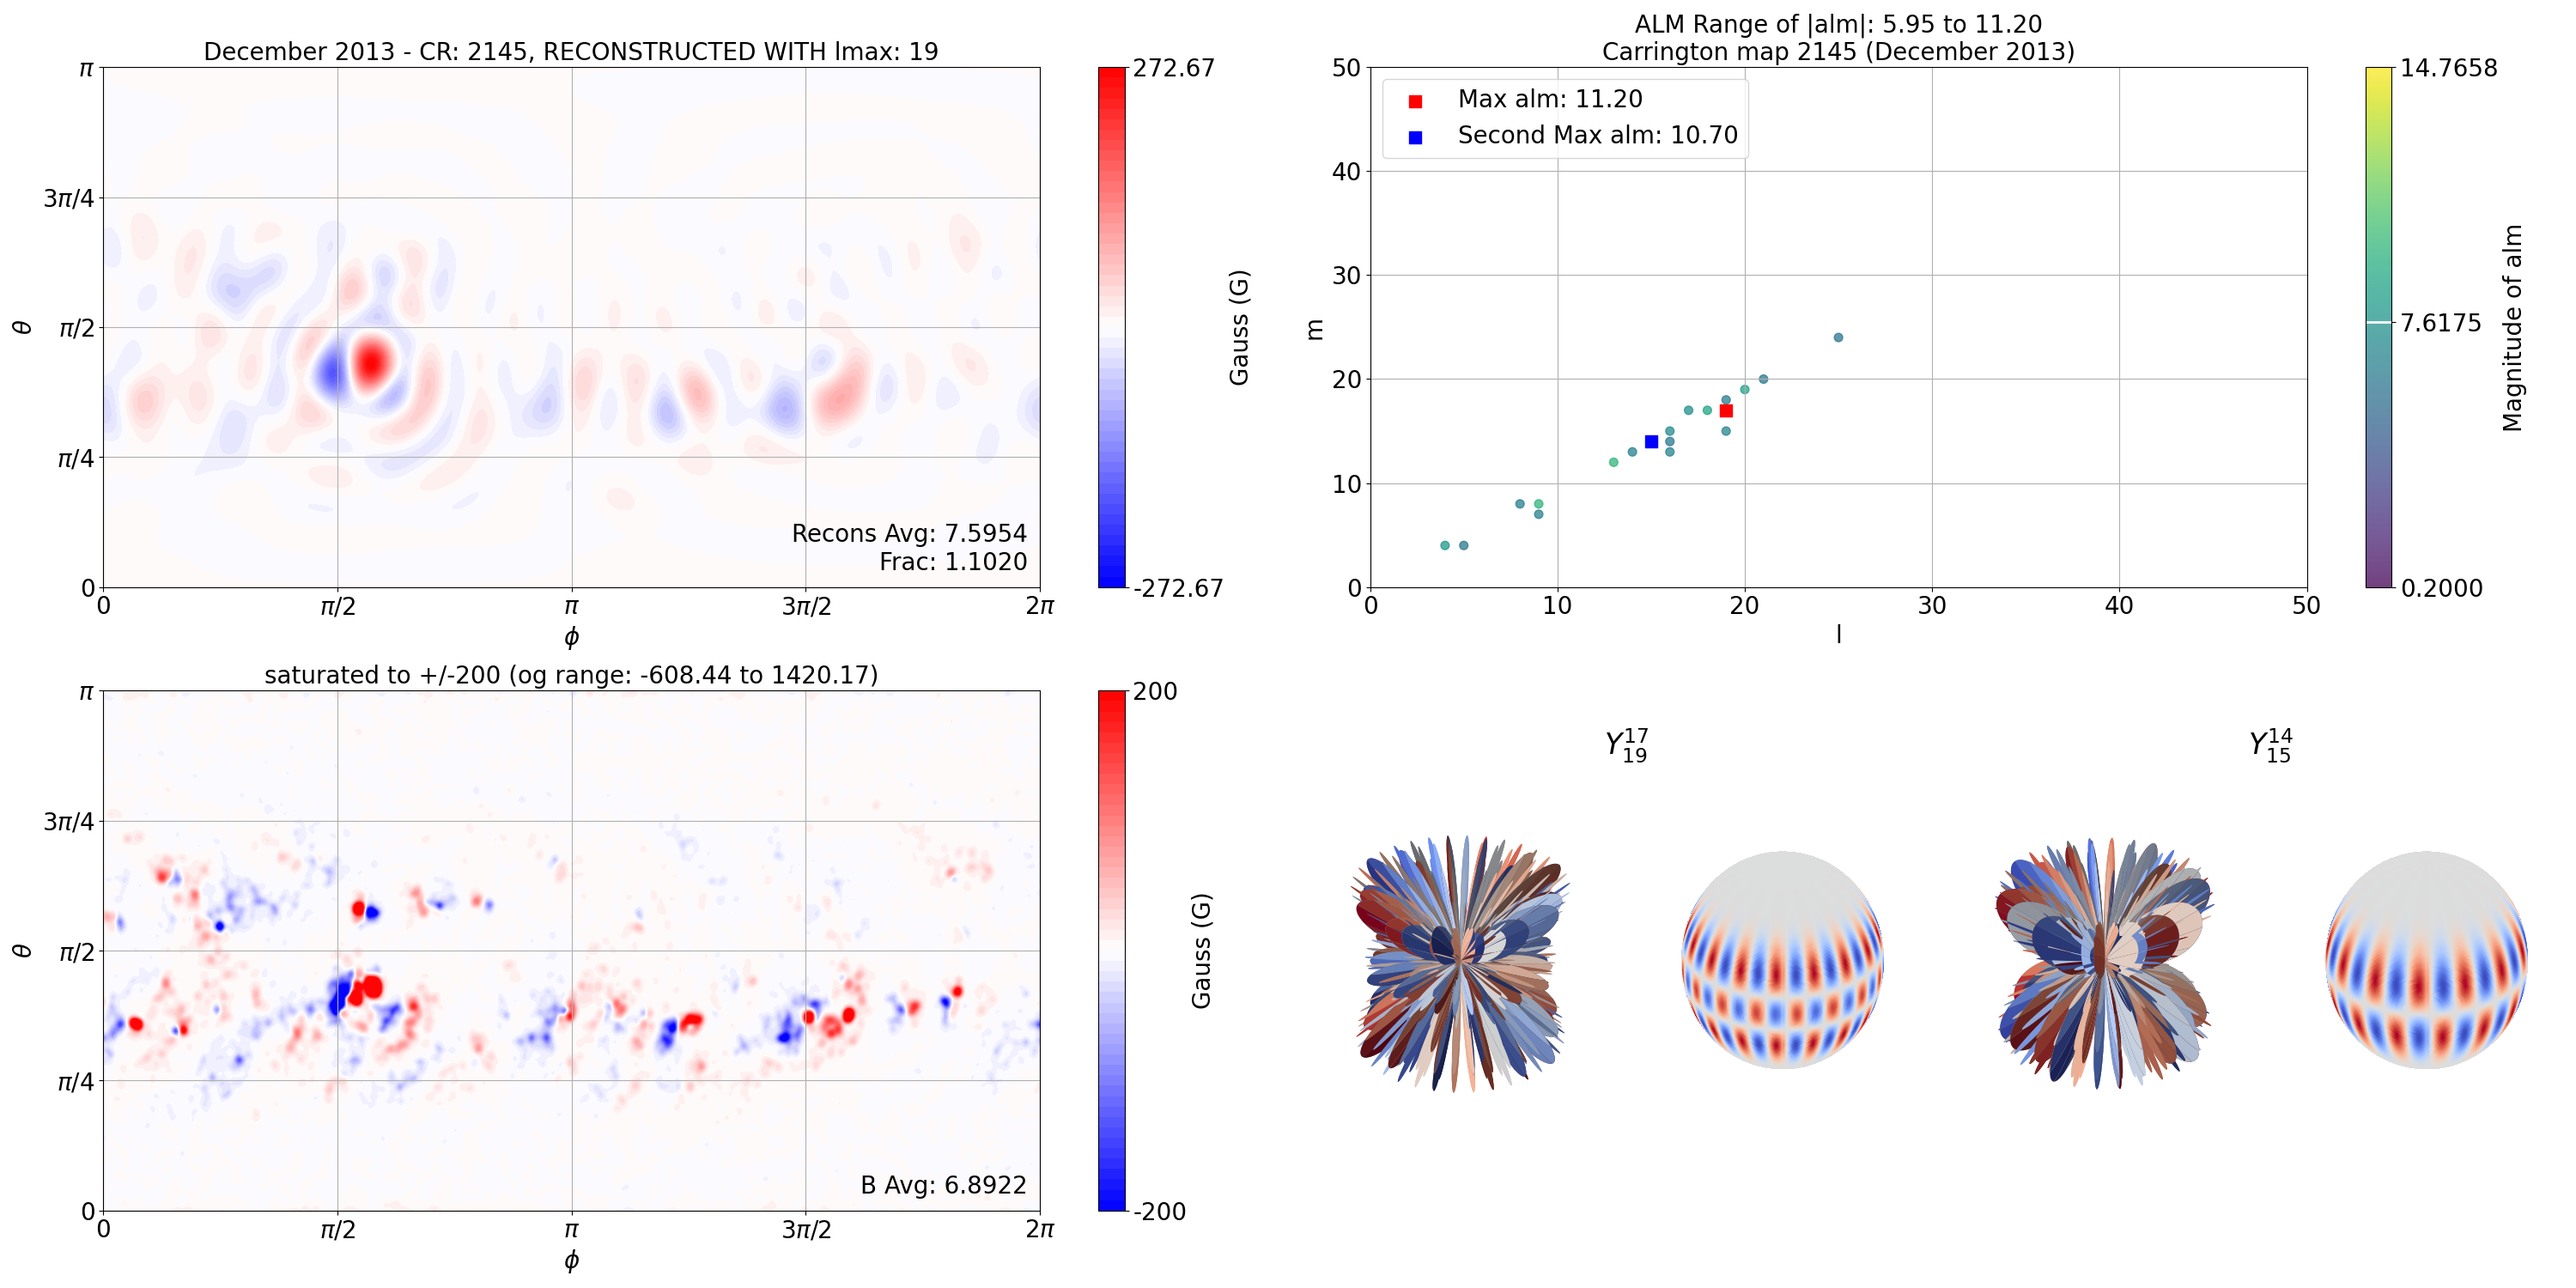 December 2013 - CR: 2145, RECONSTRUCTED WITH lmax: 19
π
3π/4
π/2
π/4
0
θ
0
π/2
π
3π/2
2π
ϕ
Recons Avg: 7.5954
Frac: 1.1020
272.67
-272.67
Gauss (G)
ALM Range of |alm|: 5.95 to 11.20
Carrington map 2145 (December 2013)
Max alm: 11.20
Second Max alm: 10.70
50
40
30
20
10
0
m
0
10
20
30
40
50
l
14.7658
7.6175
0.2000
Magnitude of alm
saturated to +/-200 (og range: -608.44 to 1420.17)
π
3π/4
π/2
π/4
0
θ
0
π/2
π
3π/2
2π
ϕ
B Avg: 6.8922
200
-200
Gauss (G)
Y_{19}^{17}
Y_{15}^{14}